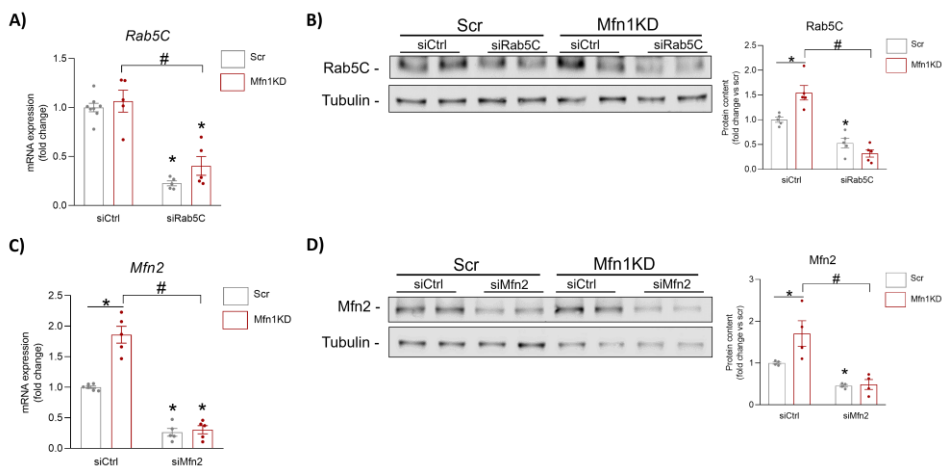 A)
Rab5C
#
* *
mRNA expression
(fold change)
1.5
1.0
0.5
0.0
siCtrl siRab5C
Scr
Mfn1KD
B)
Scr Mfn1KD
siCtrl siRab5C siCtrl siRab5C
Rab5C -
Tubulin -
Rab5C
* #
*
Protein content
(fold change vs scr)
2.5
2.0
1.5
1.0
0.5
0.0
siCtrl siRab5C
Scr
Mfn1KD
C)
Mfn2
* #
* *
mRNA expression
(fold change)
2.5
2.0
1.5
1.0
0.5
0.0
siCtrl siMfn2
Scr
Mfn1KD
D)
Scr Mfn1KD
siCtrl siMfn2 siCtrl siMfn2
Mfn2 -
Tubulin -
Mfn2
* #
*
Protein content
(fold change vs scr)
3
2
1
0
siCtrl siMfn2
Scr
Mfn1KD